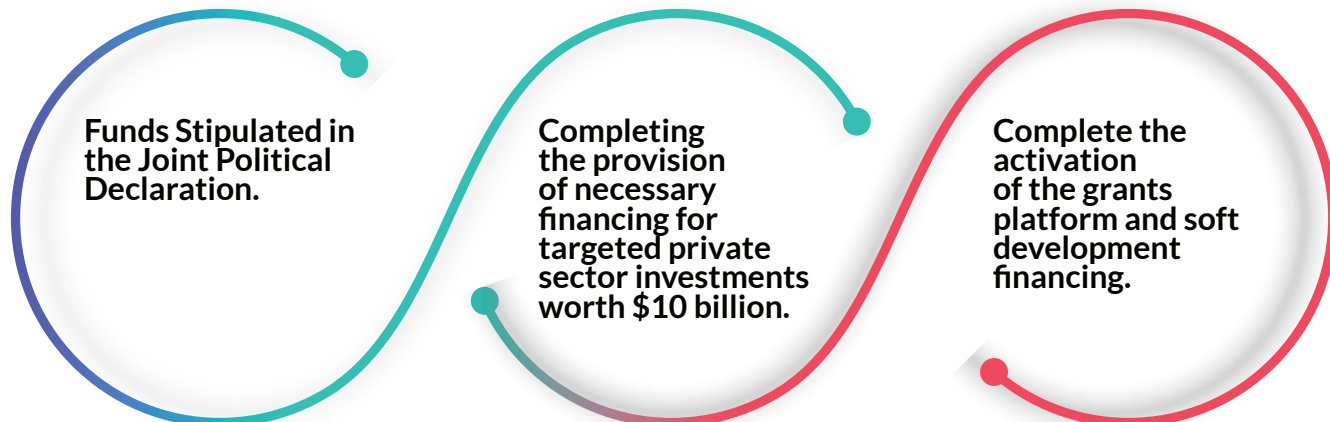 Funds Stipulated in
the Joint Political
Declaration.
Completing
the provision
of necessary
financing for
targeted private
sector investments
worth $10 billion.
Complete the
activation
of the grants
platform and soft
development
financing.